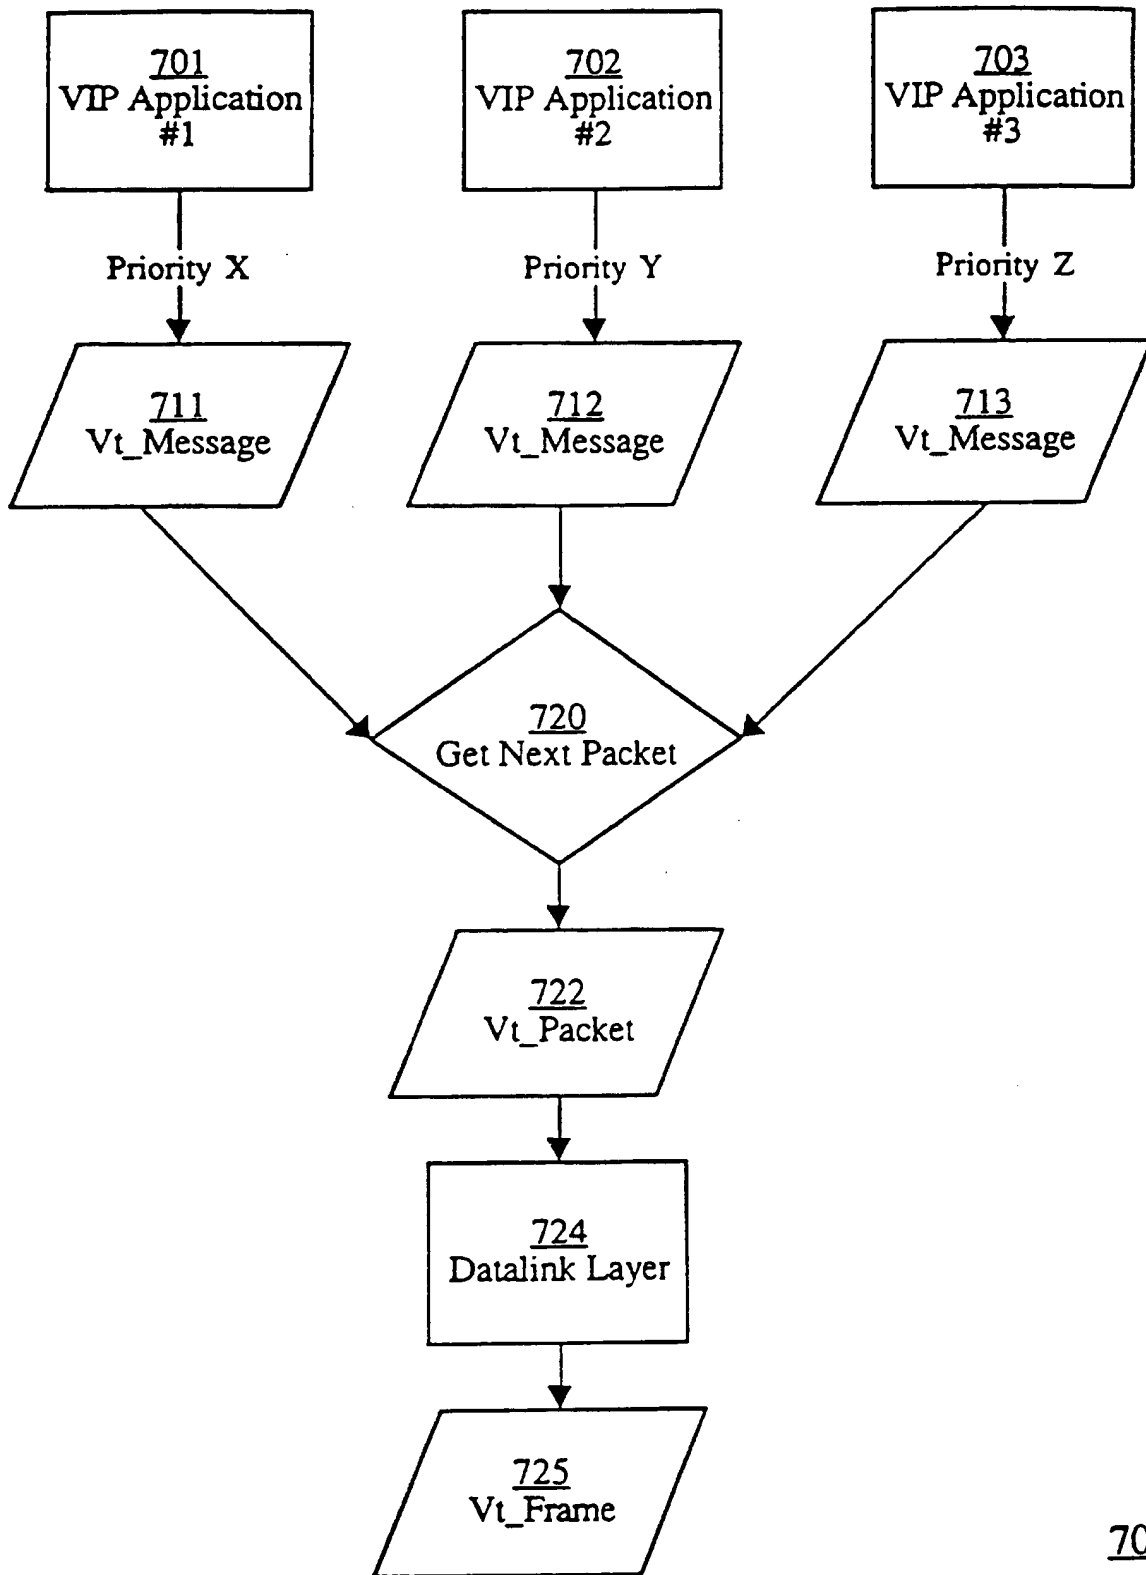 701
VIP Application
#1
702
VIP Application
#2
703
VIP Application
#3
Priority X
Priority Y
Priority Z
711
Vt_Message
712
Vt_Message
713
Vt_Message
720
Get Next Packet
722
Vt_Packet
724
Datalink Layer
725
Vt_Frame
70